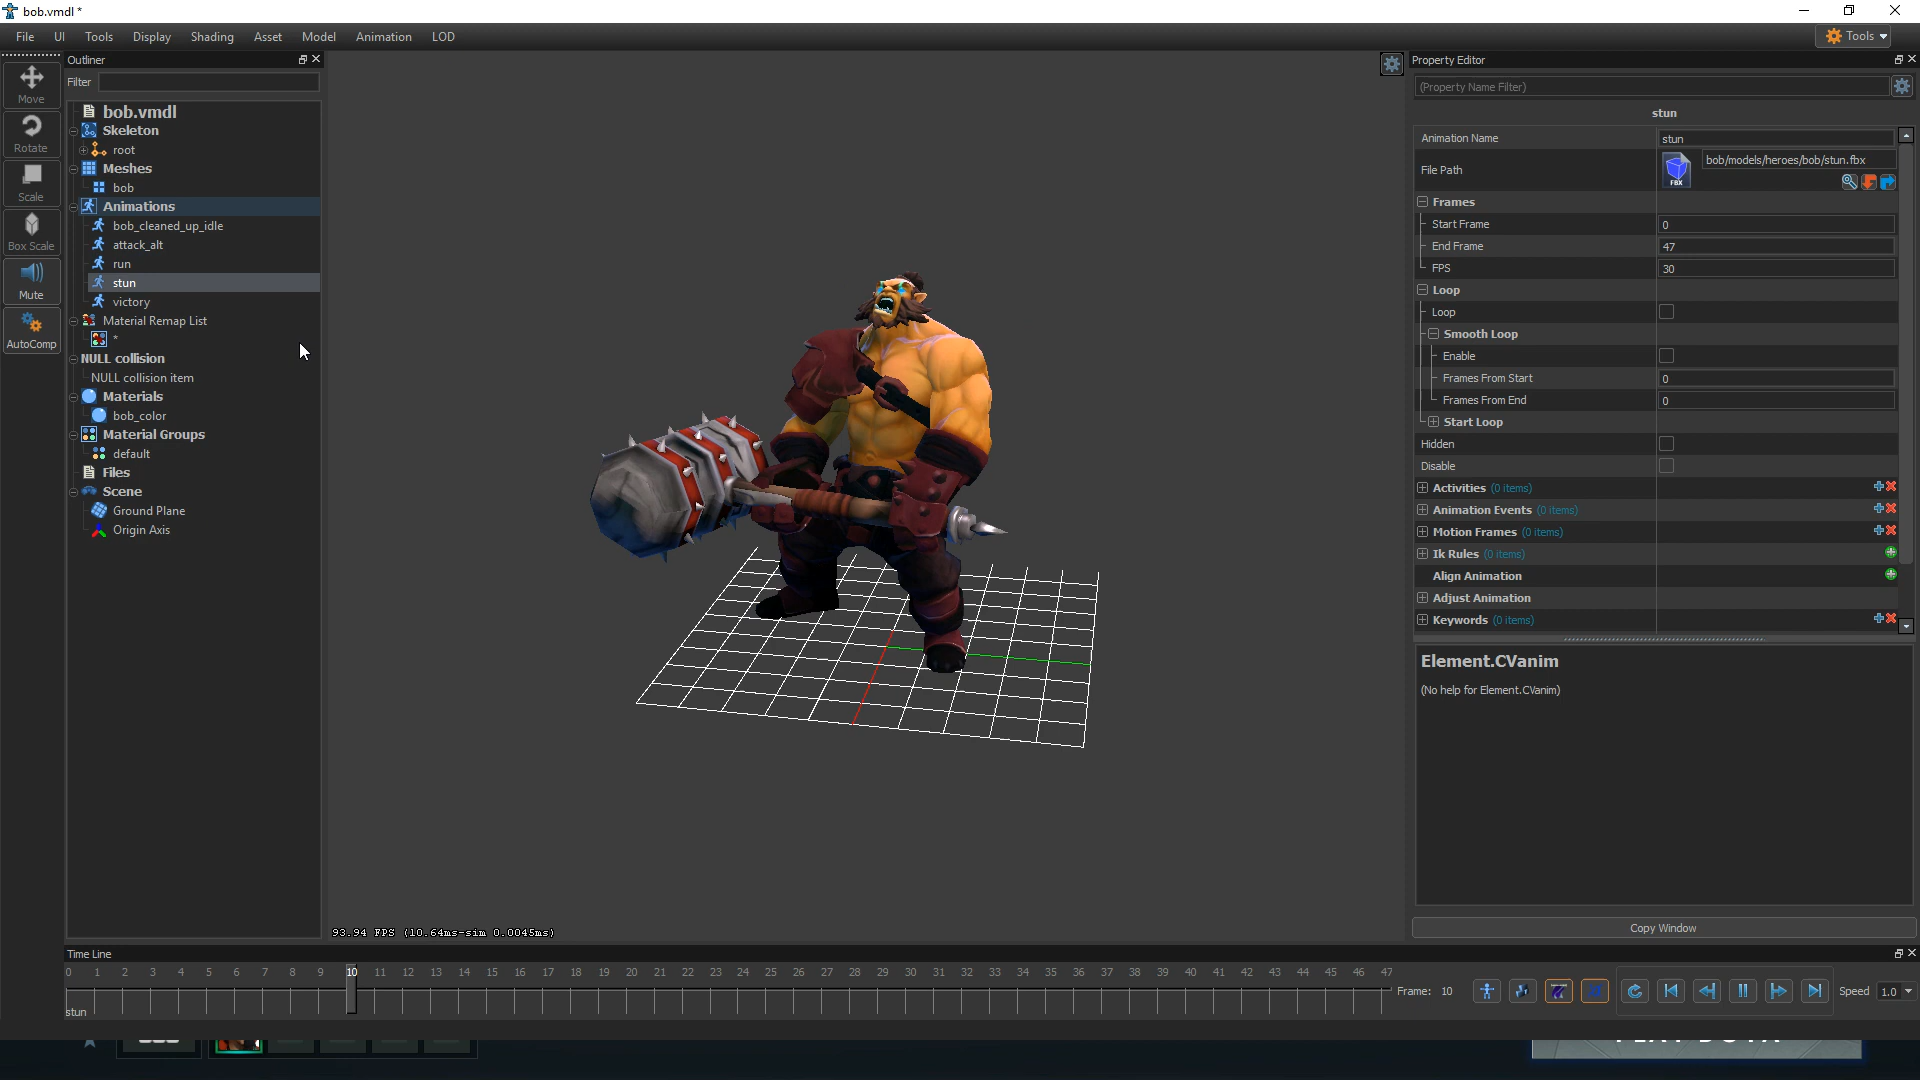 bob.vmdl *
File UI Tools Display Shading Asset Model Animation LOD
Tools
Outliner
Filter
Move
Rotate
Scale
Box Scale
Mute
AutoComp
bob.vmdl
Skeleton
root
Meshes
bob
Animations
bob_cleaned_up_idle
attack_alt
run
stun
victory
Material Remap List
*
NULL collision
NULL collision item
Materials
bob_color
Material Groups
default
Files
Scene
Ground Plane
Origin Axis
93.94 FPS (10.64ms-sim 0.0045ms)
Property Editor
(Property Name Filter)
stun
Animation Name stun
File Path bob/models/heroes/bob/stun.fbx
FBX
Frames
Start Frame 0
End Frame 47
FPS 30
Loop
Loop
Smooth Loop
Enable
Frames From Start 0
Frames From End 0
Start Loop
Hidden
Disable
Activities (0 items)
Animation Events (0 items)
Motion Frames (0 items)
Ik Rules (0 items)
Align Animation
Adjust Animation
Keywords (0 items)
Element.CVanim
(No help for Element.CVanim)
Copy Window
Time Line
0 1 2 3 4 5 6 7 8 9 10 11 12 13 14 15 16 17 18 19 20 21 22 23 24 25 26 27 28 29 30 31 32 33 34 35 36 37 38 39 40 41 42 43 44 45 46 47
Frame: 10
Speed 1.0
stun